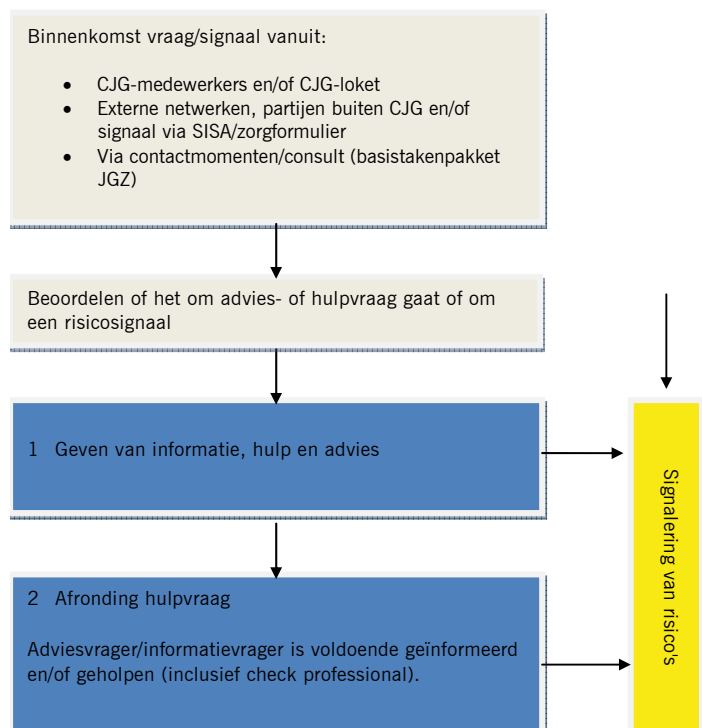 Binnenkomst vraag/signaal vanuit:
• CJG-medewerkers en/of CJG-loket
• Externe netwerken, partijen buiten CJG en/of
signaal via SISA/zorgformulier
• Via contactmomenten/consult (basistakenpakket
JGZ)
Beoordelen of het om advies- of hulpvraag gaat of om
een risicosignaal
1 Geven van informatie, hulp en advies
2 Afronding hulpvraag
Adviesvrager/informatievrager is voldoende geïnformeerd
en/of geholpen (inclusief check professional).
Signalering van risico's